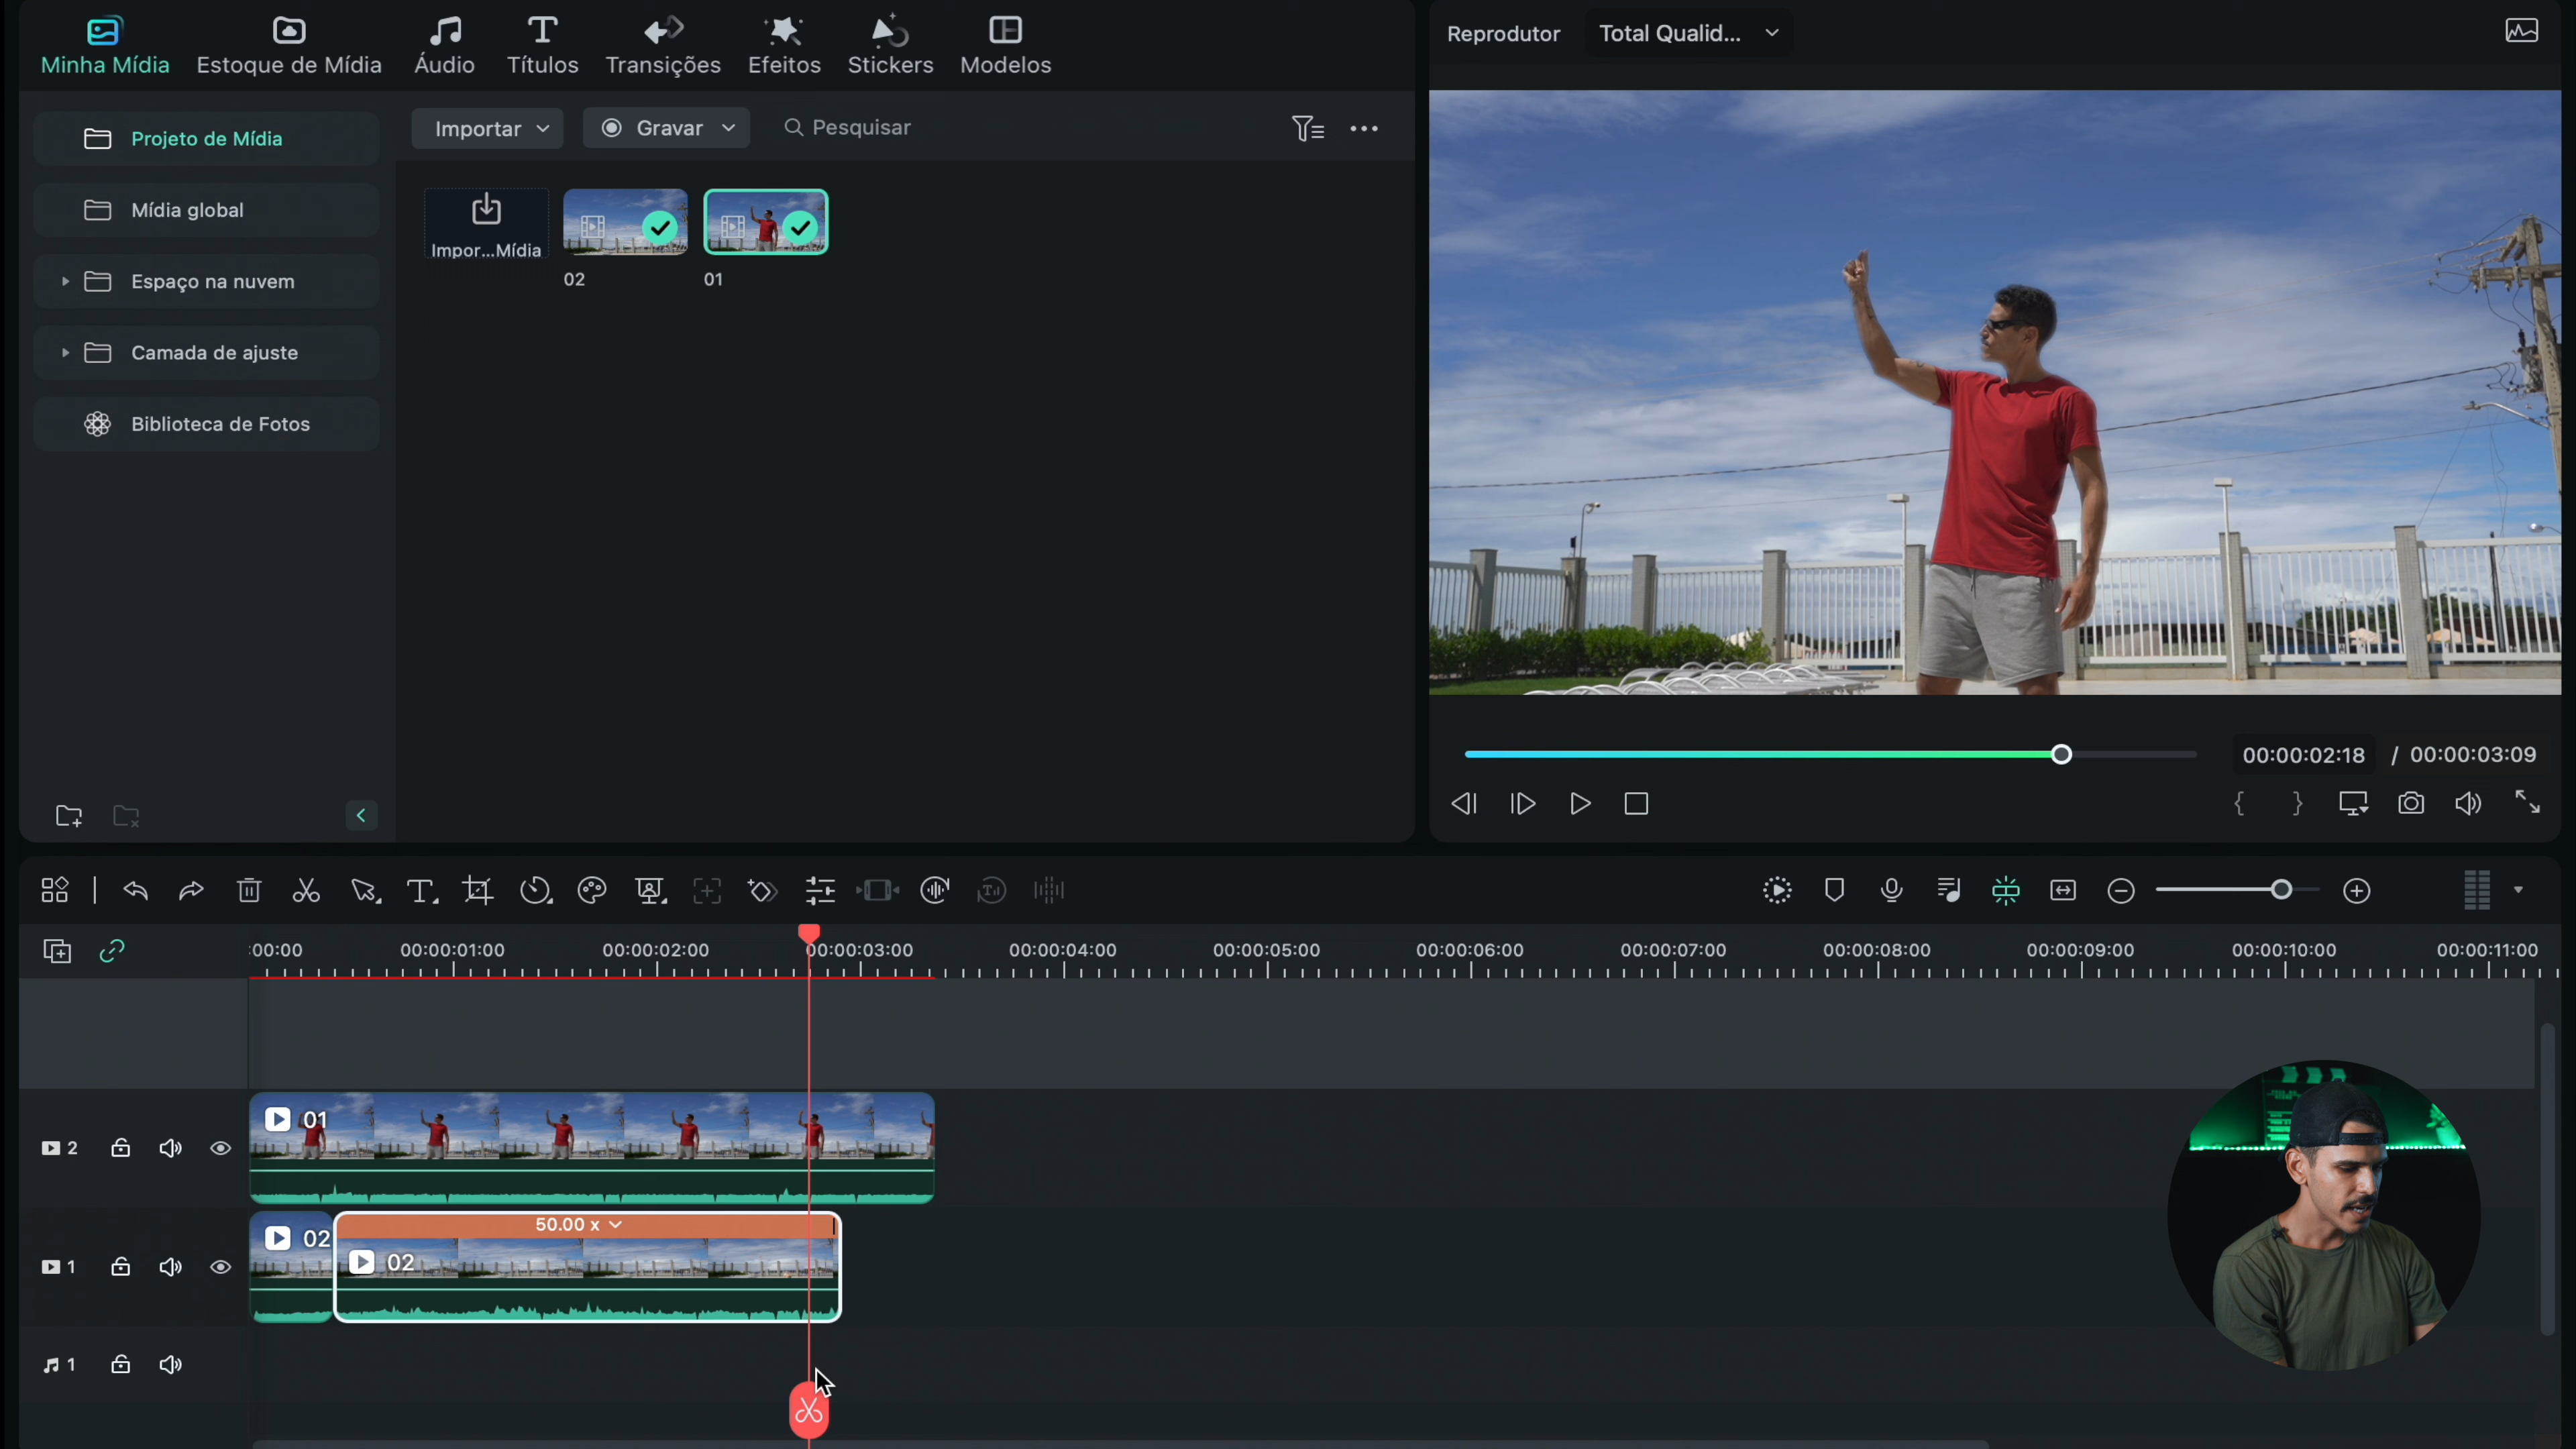 Minha Mídia
Estoque de Mídia
Áudio
Títulos
Transições
Efeitos
Stickers
Modelos
Reprodutor
Total Qualid...
Projeto de Mídia
Mídia global
Espaço na nuvem
Camada de ajuste
Biblioteca de Fotos
Importar
Gravar
Pesquisar
Impor...Mídia
02
01
00:00:02:18 / 00:00:03:09
:00:00
00:00:01:00
00:00:02:00
00:00:03:00
00:00:04:00
00:00:05:00
00:00:06:00
00:00:07:00
00:00:08:00
00:00:09:00
00:00:10:00
00:00:11:00
2
01
1
02
50.00 x
02
1